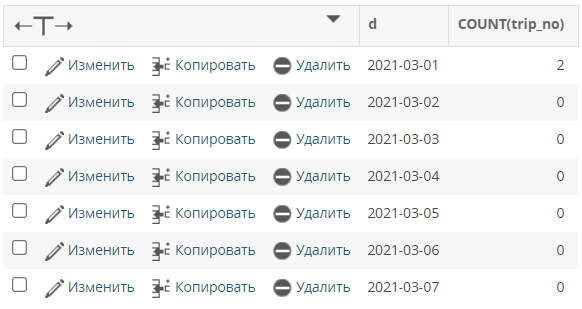 ←T→ d COUNT(trip_no)
Изменить Копировать Удалить 2021-03-01 2
Изменить Копировать Удалить 2021-03-02 0
Изменить Копировать Удалить 2021-03-03 0
Изменить Копировать Удалить 2021-03-04 0
Изменить Копировать Удалить 2021-03-05 0
Изменить Копировать Удалить 2021-03-06 0
Изменить Копировать Удалить 2021-03-07 0